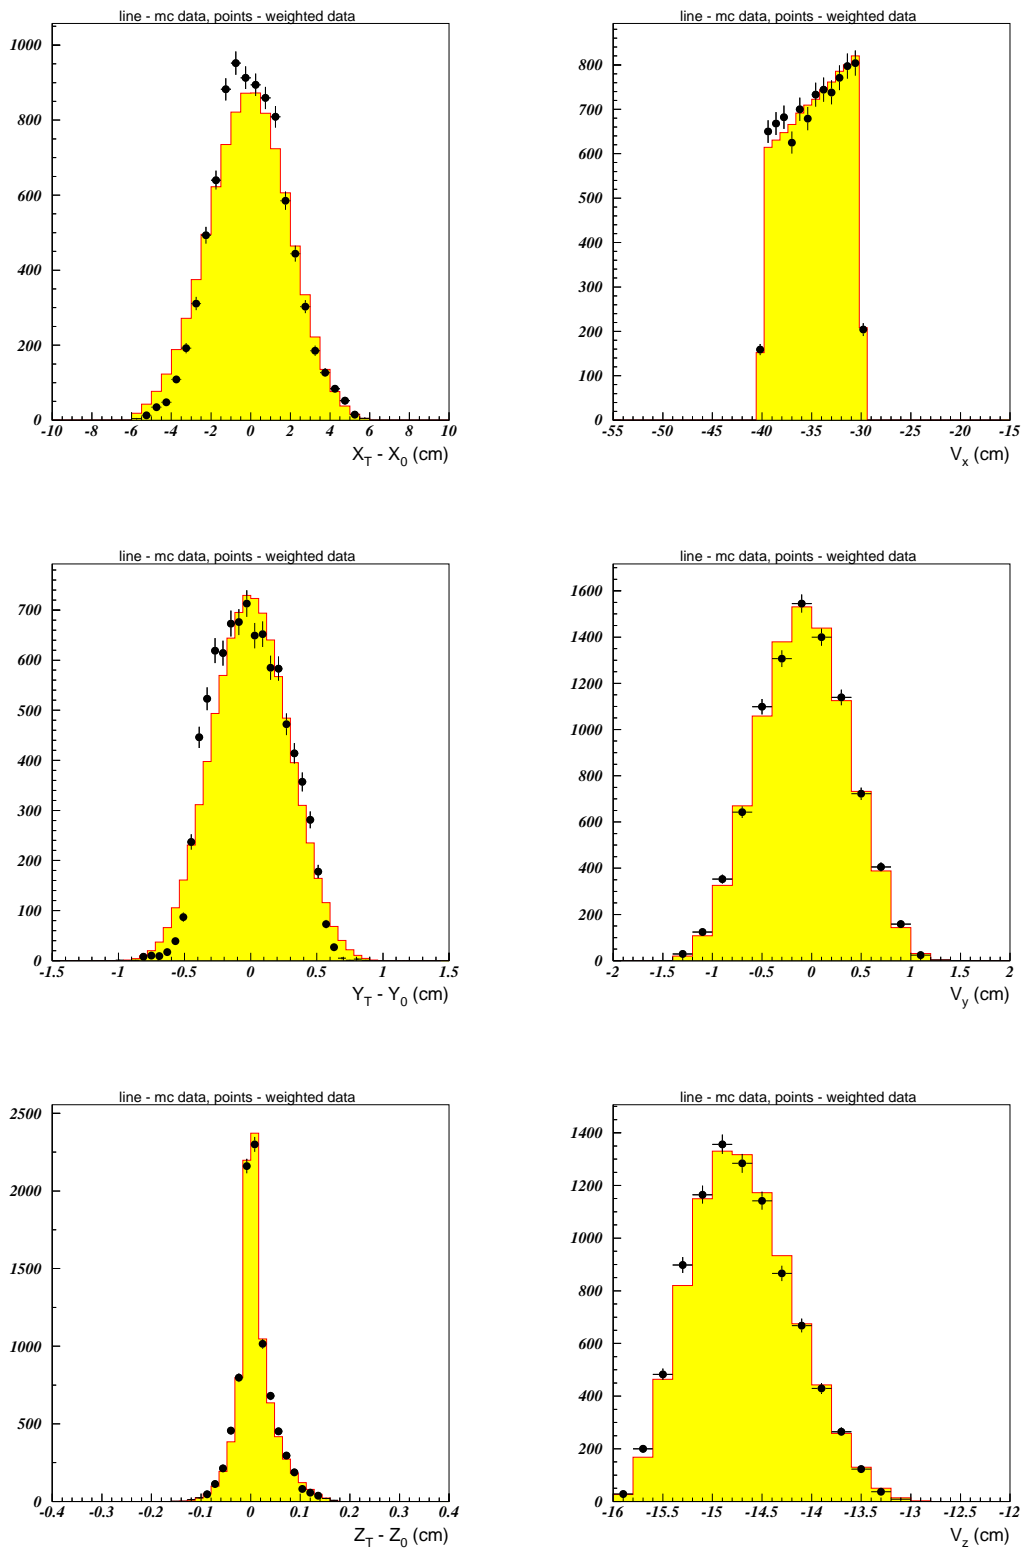 line - mc data, points - weighted data
1000
800
600
400
200
0
-10 -8 -6 -4 -2 0 2 4 6 8 10
X_T - X_0 (cm)
line - mc data, points - weighted data
800
700
600
500
400
300
200
100
0
-55 -50 -45 -40 -35 -30 -25 -20 -15
V_x (cm)
line - mc data, points - weighted data
700
600
500
400
300
200
100
0
-1.5 -1 -0.5 0 0.5 1 1.5
Y_T - Y_0 (cm)
line - mc data, points - weighted data
1600
1400
1200
1000
800
600
400
200
0
-2 -1.5 -1 -0.5 0 0.5 1 1.5 2
V_y (cm)
line - mc data, points - weighted data
2500
2000
1500
1000
500
0
-0.4 -0.3 -0.2 -0.1 0 0.1 0.2 0.3 0.4
Z_T - Z_0 (cm)
line - mc data, points - weighted data
1400
1200
1000
800
600
400
200
0
-16 -15.5 -15 -14.5 -14 -13.5 -13 -12.5 -12
V_z (cm)